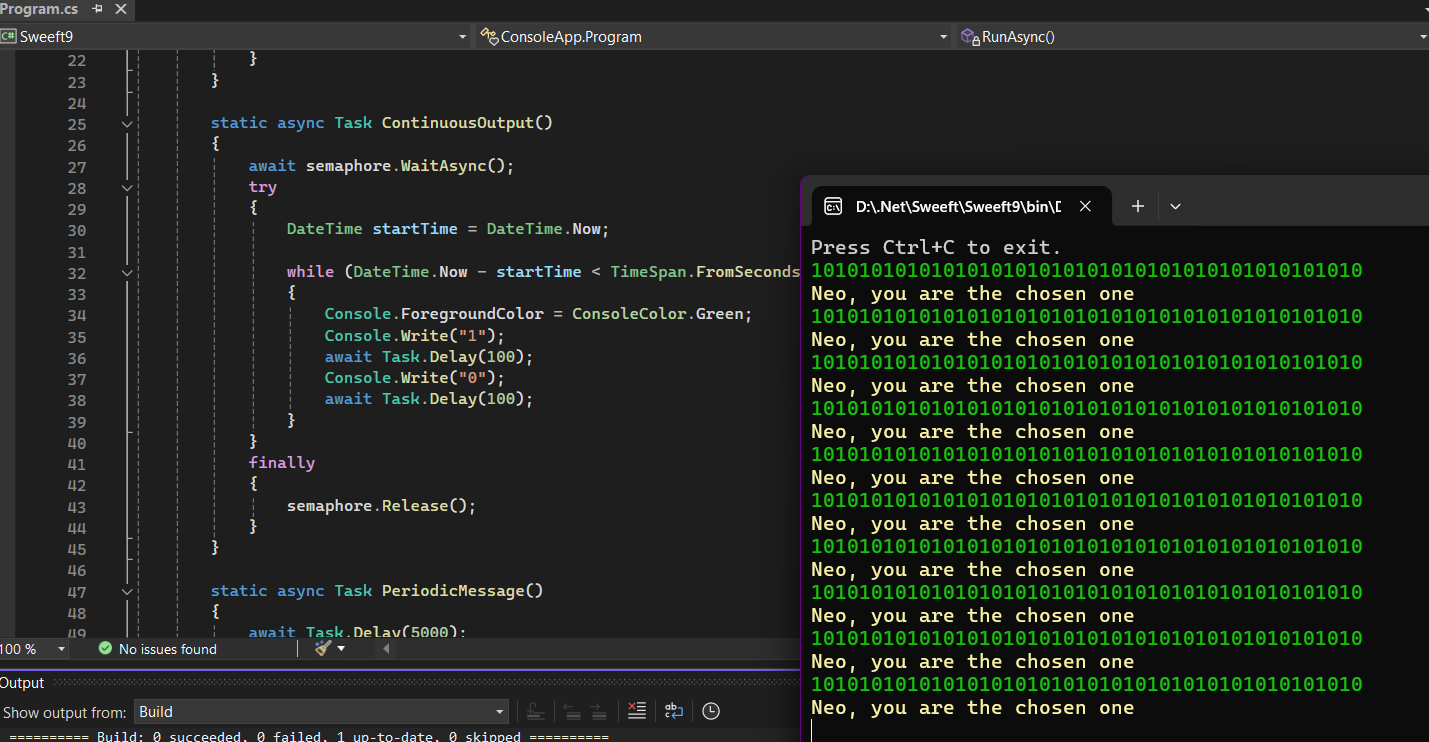 Program.cs
Sweeft9 ConsoleApp.Program RunAsync()
22 }
23 }
24
25 static async Task ContinuousOutput()
26 {
27 await semaphore.WaitAsync();
28 try
29 {
30 DateTime startTime = DateTime.Now;
31
32 while (DateTime.Now - startTime < TimeSpan.FromSeconds
33 {
34 Console.ForegroundColor = ConsoleColor.Green;
35 Console.Write("1");
36 await Task.Delay(100);
37 Console.Write("0");
38 await Task.Delay(100);
39 }
40 }
41 finally
42 {
43 semaphore.Release();
44 }
45 }
46
47 static async Task PeriodicMessage()
48 {
49 await Task.Delay(5000);
100 % No issues found
Output
Show output from: Build
========== Build: 0 succeeded, 0 failed, 1 up-to-date, 0 skipped ==========
D:\.Net\Sweeft\Sweeft9\bin\D
Press Ctrl+C to exit.
1010101010101010101010101010101010101010101010
Neo, you are the chosen one
1010101010101010101010101010101010101010101010
Neo, you are the chosen one
1010101010101010101010101010101010101010101010
Neo, you are the chosen one
1010101010101010101010101010101010101010101010
Neo, you are the chosen one
1010101010101010101010101010101010101010101010
Neo, you are the chosen one
1010101010101010101010101010101010101010101010
Neo, you are the chosen one
1010101010101010101010101010101010101010101010
Neo, you are the chosen one
1010101010101010101010101010101010101010101010
Neo, you are the chosen one
1010101010101010101010101010101010101010101010
Neo, you are the chosen one
1010101010101010101010101010101010101010101010
Neo, you are the chosen one